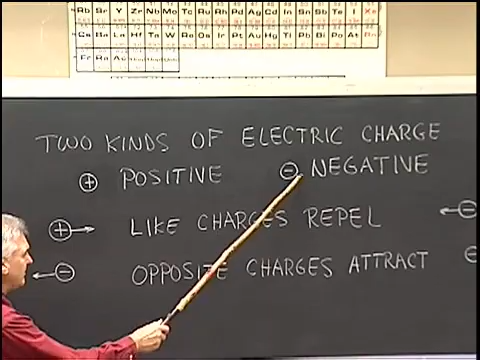 Rb Sr Y Zr Nb Mo Tc Ru Rh Pd Ag Cd In Sn Sb Te I Xe
Cs Ba La Hf Ta W Re Os Ir Pt Au Hg Tl Pb Bi Po At Rn
Fr Ra Ac
TWO KINDS OF ELECTRIC CHARGE
+ POSITIVE - NEGATIVE
+ → LIKE CHARGES REPEL ← -
← - OPPOSITE CHARGES ATTRACT -